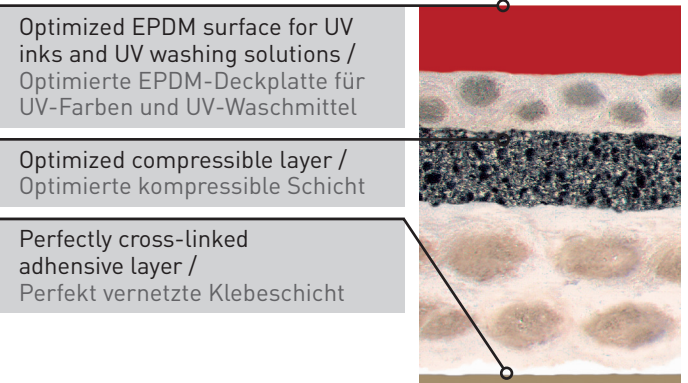 Optimized EPDM surface for UV
inks and UV washing solutions /
Optimierte EPDM-Deckplatte für
UV-Farben und UV-Waschmittel
Optimized compressible layer /
Optimierte kompressible Schicht
Perfectly cross-linked
adhensive layer /
Perfekt vernetzte Klebeschicht